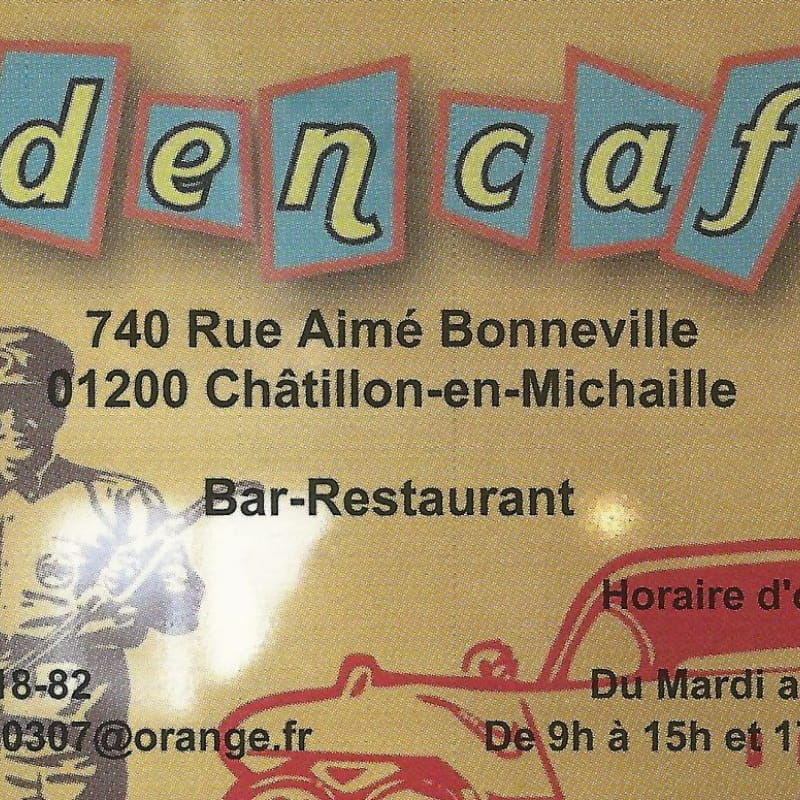 den caf
740 Rue Aimé Bonneville
01200 Châtillon-en-Michaille
Bar-Restaurant
Horaire d'o
18-82
Du Mardi a
0307@orange.fr
De 9h à 15h et 17